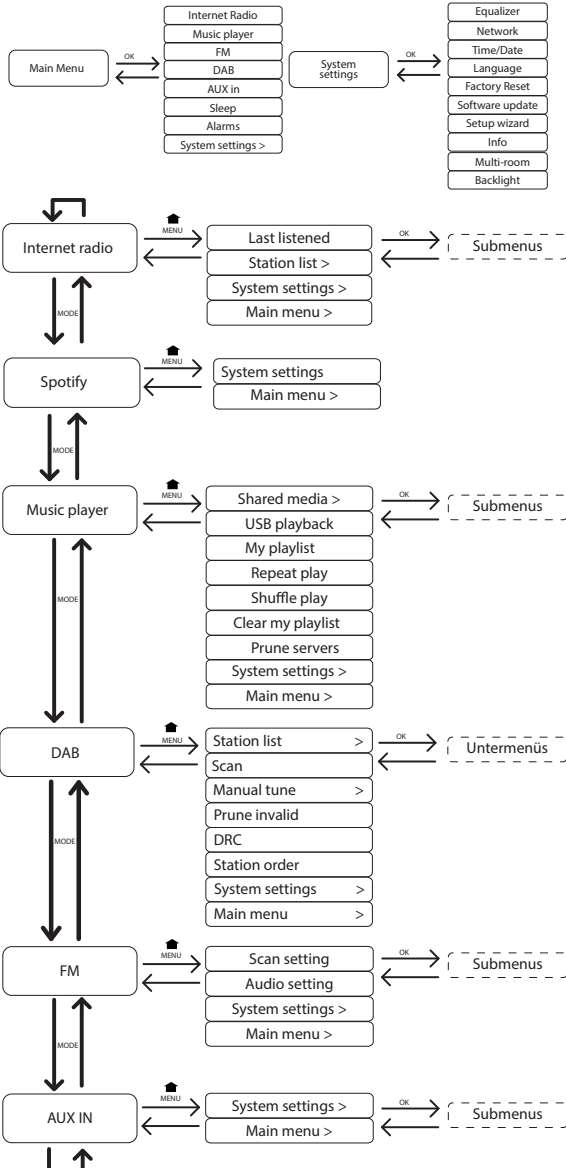 Main Menu
OK
Internet Radio
Music player
FM
DAB
AUX in
Sleep
Alarms
System settings >
System
settings
OK
Equalizer
Network
Time/Date
Language
Factory Reset
Software update
Setup wizard
Info
Multi-room
Backlight
Internet radio
MENU
Last listened
Station list >
System settings >
Main menu >
OK
Submenus
MODE
Spotify
MENU
System settings
Main menu >
MODE
Music player
MENU
Shared media >
USB playback
My playlist
Repeat play
Shuffle play
Clear my playlist
Prune servers
System settings >
Main menu >
OK
Submenus
MODE
DAB
MENU
Station list >
Scan
Manual tune >
Prune invalid
DRC
Station order
System settings >
Main menu >
OK
Untermenüs
MODE
FM
MENU
Scan setting
Audio setting
System settings >
Main menu >
OK
Submenus
MODE
AUX IN
MENU
System settings >
Main menu >
OK
Submenus